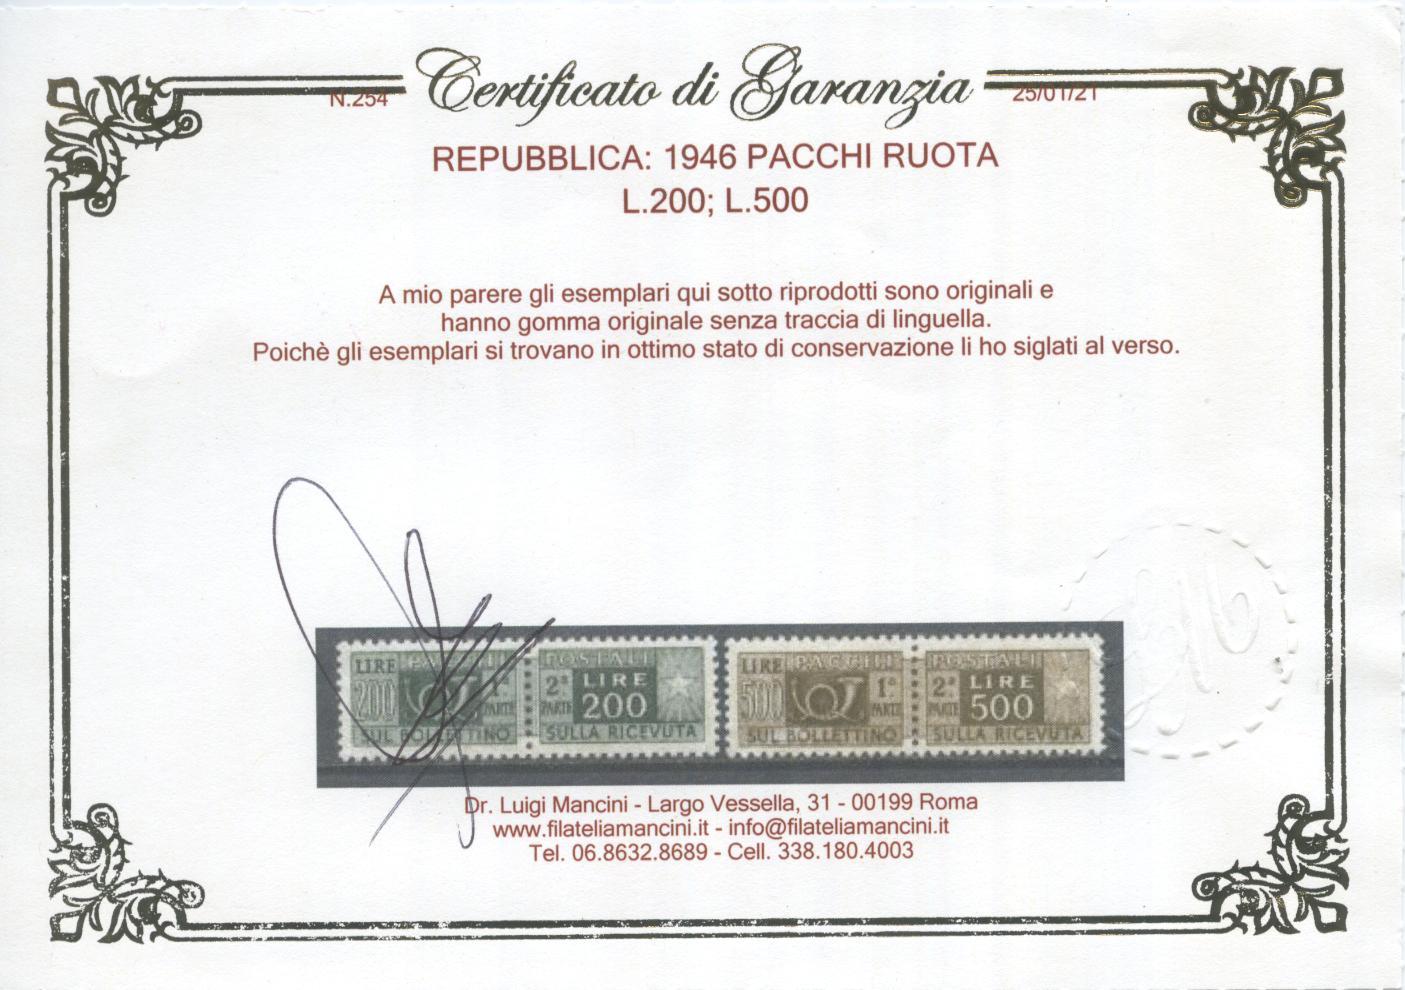 Certificato di Garanzia
N.254
25/01/21
REPUBBLICA: 1946 PACCHI RUOTA
L.200; L.500
A mio parere gli esemplari qui sotto riprodotti sono originali e
hanno gomma originale senza traccia di linguella.
Poichè gli esemplari si trovano in ottimo stato di conservazione li ho siglati al verso.
LIRE PACCHI POSTALI
200 1ª PARTE 2ª PARTE LIRE 200
SUL BOLLETTINO SULLA RICEVUTA
LIRE PACCHI POSTALI
500 1ª PARTE 2ª PARTE LIRE 500
SUL BOLLETTINO SULLA RICEVUTA
Dr. Luigi Mancini - Largo Vessella, 31 - 00199 Roma
www.filateliamancini.it - info@filateliamancini.it
Tel. 06.8632.8689 - Cell. 338.180.4003